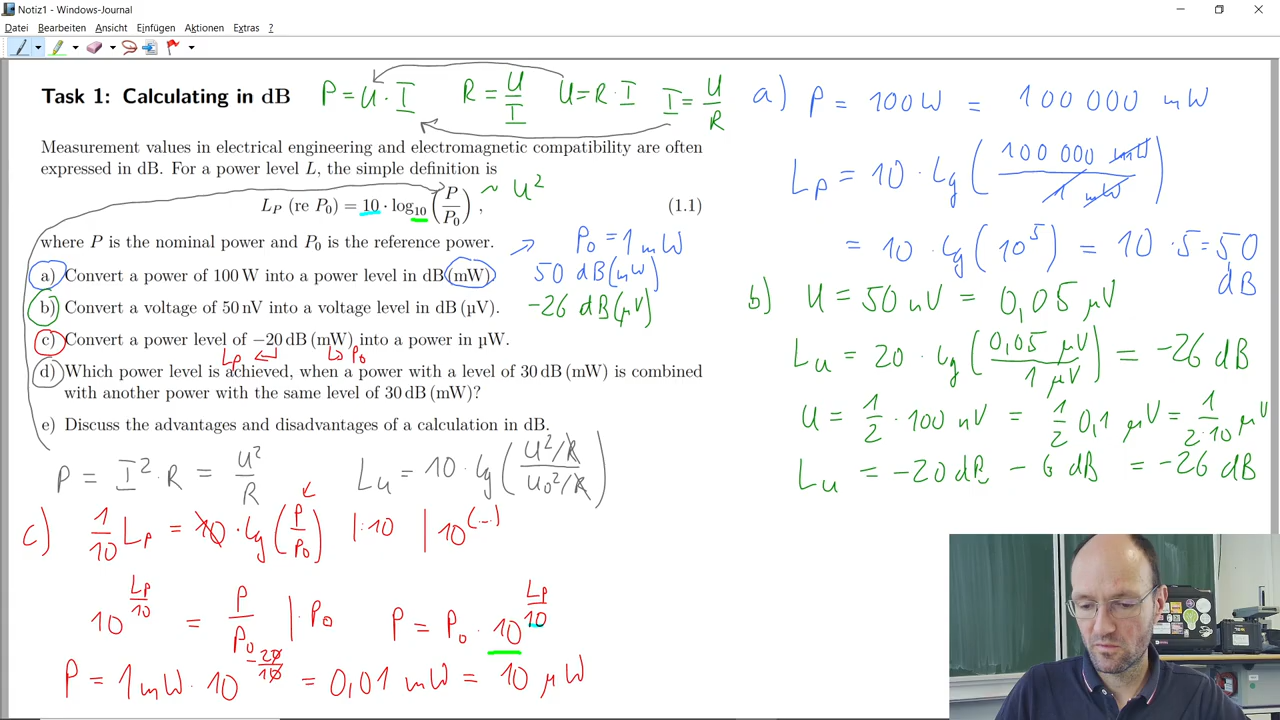 Notiz1 - Windows-Journal
Datei Bearbeiten Ansicht Einfügen Aktionen Extras ?
Task 1: Calculating in dB
P = U · I R = U/I U = R · I I = U/R
Measurement values in electrical engineering and electromagnetic compatibility are often
expressed in dB. For a power level L, the simple definition is
L_P (re P_0) = 10 · log_10 (P/P_0) , ~ U² (1.1)
where P is the nominal power and P_0 is the reference power. P_0 = 1 mW
a) Convert a power of 100 W into a power level in dB (mW) 50 dB(mW)
b) Convert a voltage of 50 nV into a voltage level in dB (µV). -26 dB(µV)
c) Convert a power level of −20 dB (mW) into a power in µW.
L_P ↩ ↳ P_0
d) Which power level is achieved, when a power with a level of 30 dB (mW) is combined
with another power with the same level of 30 dB (mW)?
e) Discuss the advantages and disadvantages of a calculation in dB.
P = I² · R = U²/R L_U = 10 · lg (U²/R / U_0²/R)
c) 1/10 L_P = 10 · lg (P/P_0) |:10 | 10^(...)
10^(L_P/10) = P/P_0 | · P_0 P = P_0 · 10^(L_P/10)
P = 1 mW · 10^(-20/10) = 0,01 mW = 10 µW
a) P = 100 W = 100 000 mW
L_P = 10 · lg (100 000 mW / 1 mW)
= 10 · lg (10^5) = 10 · 5 = 50
dB
b) U = 50 nV = 0,05 µV
L_U = 20 · lg (0,05 µV / 1 µV) = -26 dB
U = 1/2 · 100 nV = 1/2 0,1 µV = 1/(2·10) µV
L_U = -20 dB - 6 dB = -26 dB